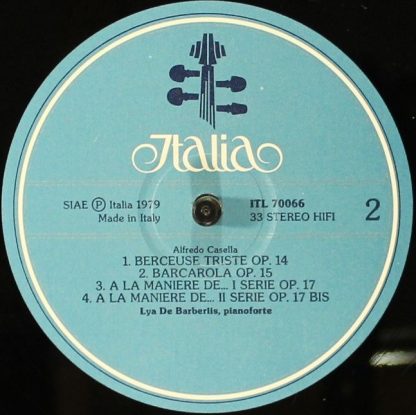 Italia
SIAE Ⓟ Italia 1979
Made in Italy
ITL 70066
33 STEREO HIFI
2
Alfredo Casella
1. BERCEUSE TRISTE OP. 14
2. BARCAROLA OP. 15
3. A LA MANIERE DE... I SERIE OP. 17
4. A LA MANIERE DE... II SERIE OP. 17 BIS
Lya De Barberiis, pianoforte